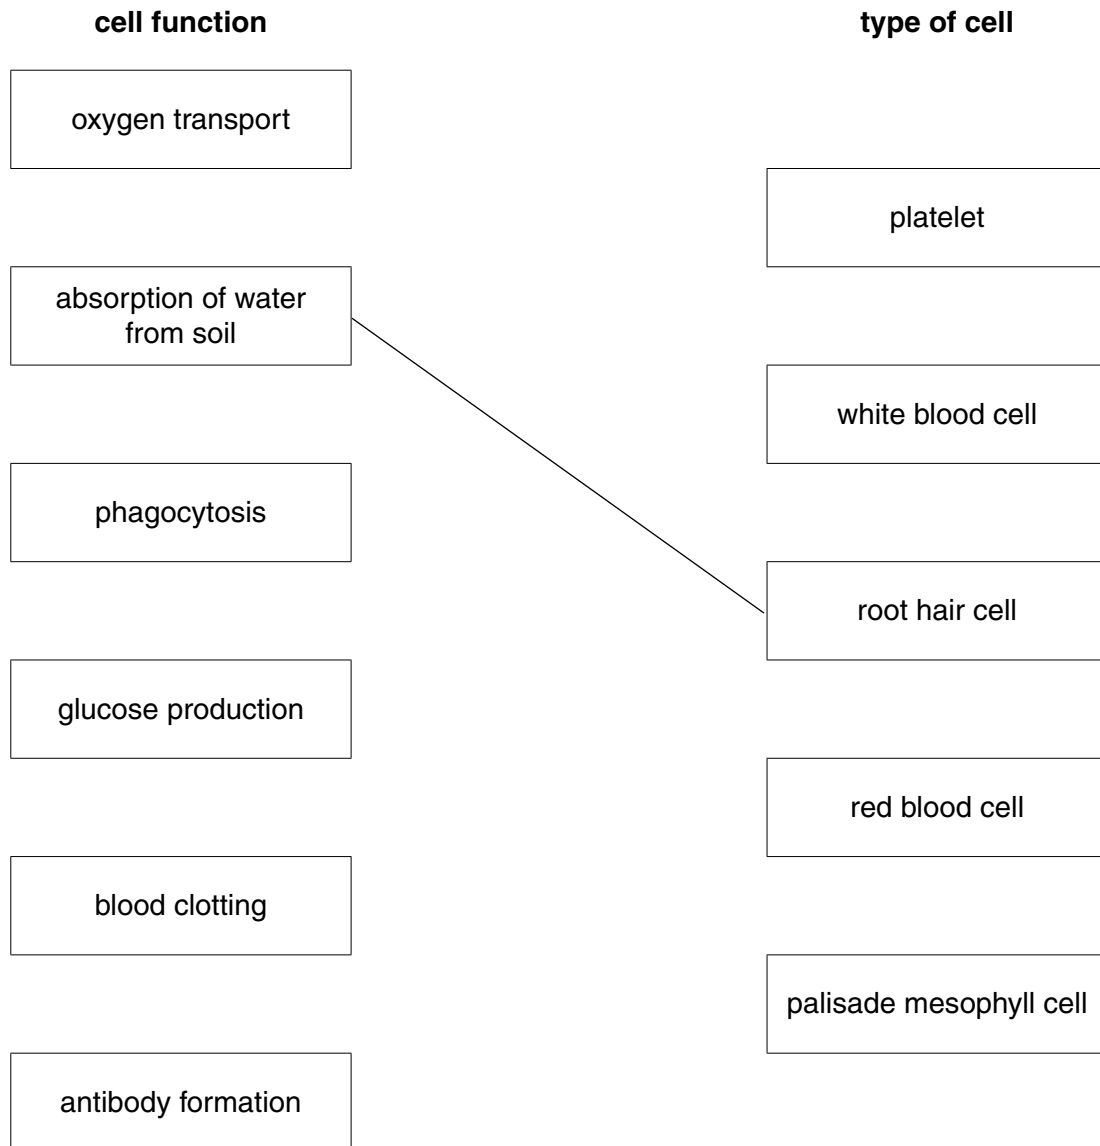 cell function
type of cell
oxygen transport
platelet
absorption of water
from soil
white blood cell
phagocytosis
root hair cell
glucose production
red blood cell
blood clotting
palisade mesophyll cell
antibody formation